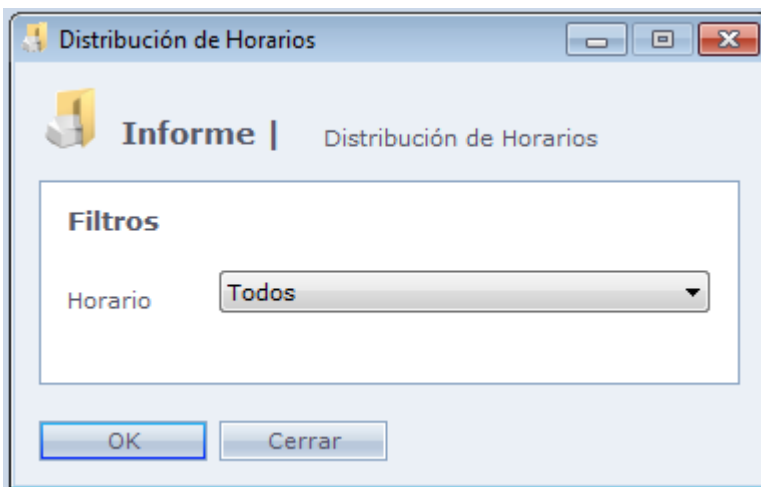 Distribución de Horarios
Informe | Distribución de Horarios
Filtros
Horario Todos
OK Cerrar